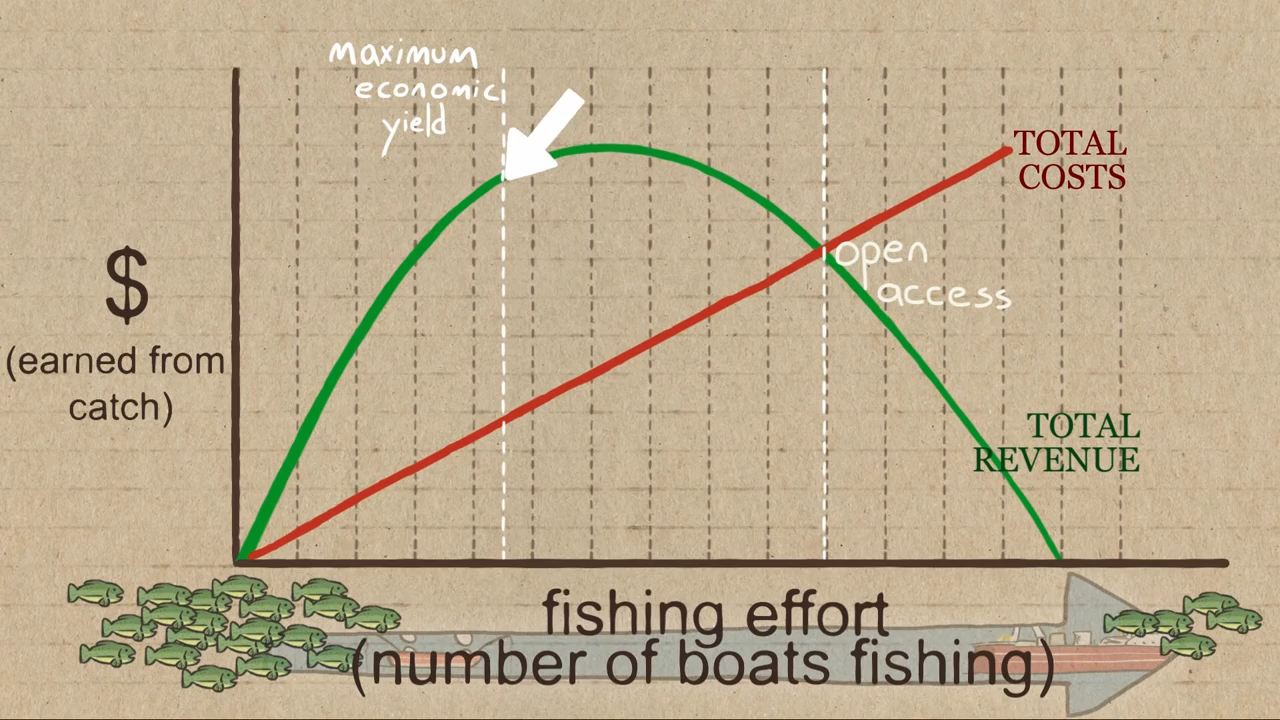 maximum
economic
yield
TOTAL
COSTS
open
access
$
(earned from
catch)
TOTAL
REVENUE
fishing effort
(number of boats fishing)